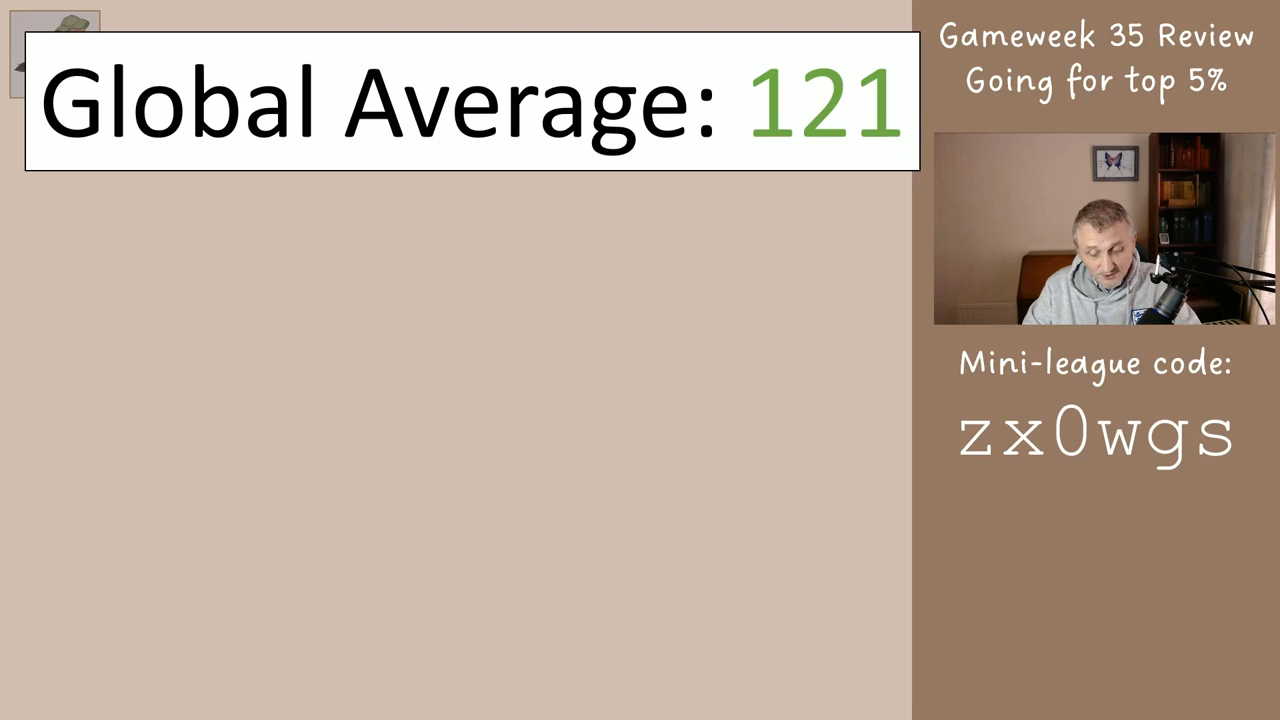 Global Average: 121
Gameweek 35 Review
Going for top 5%
Mini-league code:
zx0wgs